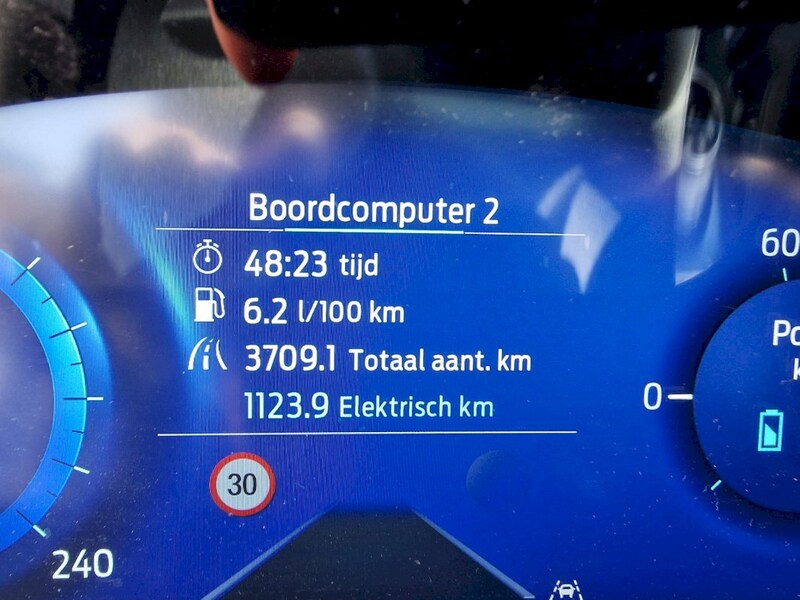 Boordcomputer 2
48:23 tijd
6.2 l/100 km
3709.1 Totaal aant. km
1123.9 Elektrisch km
30
240
60
0